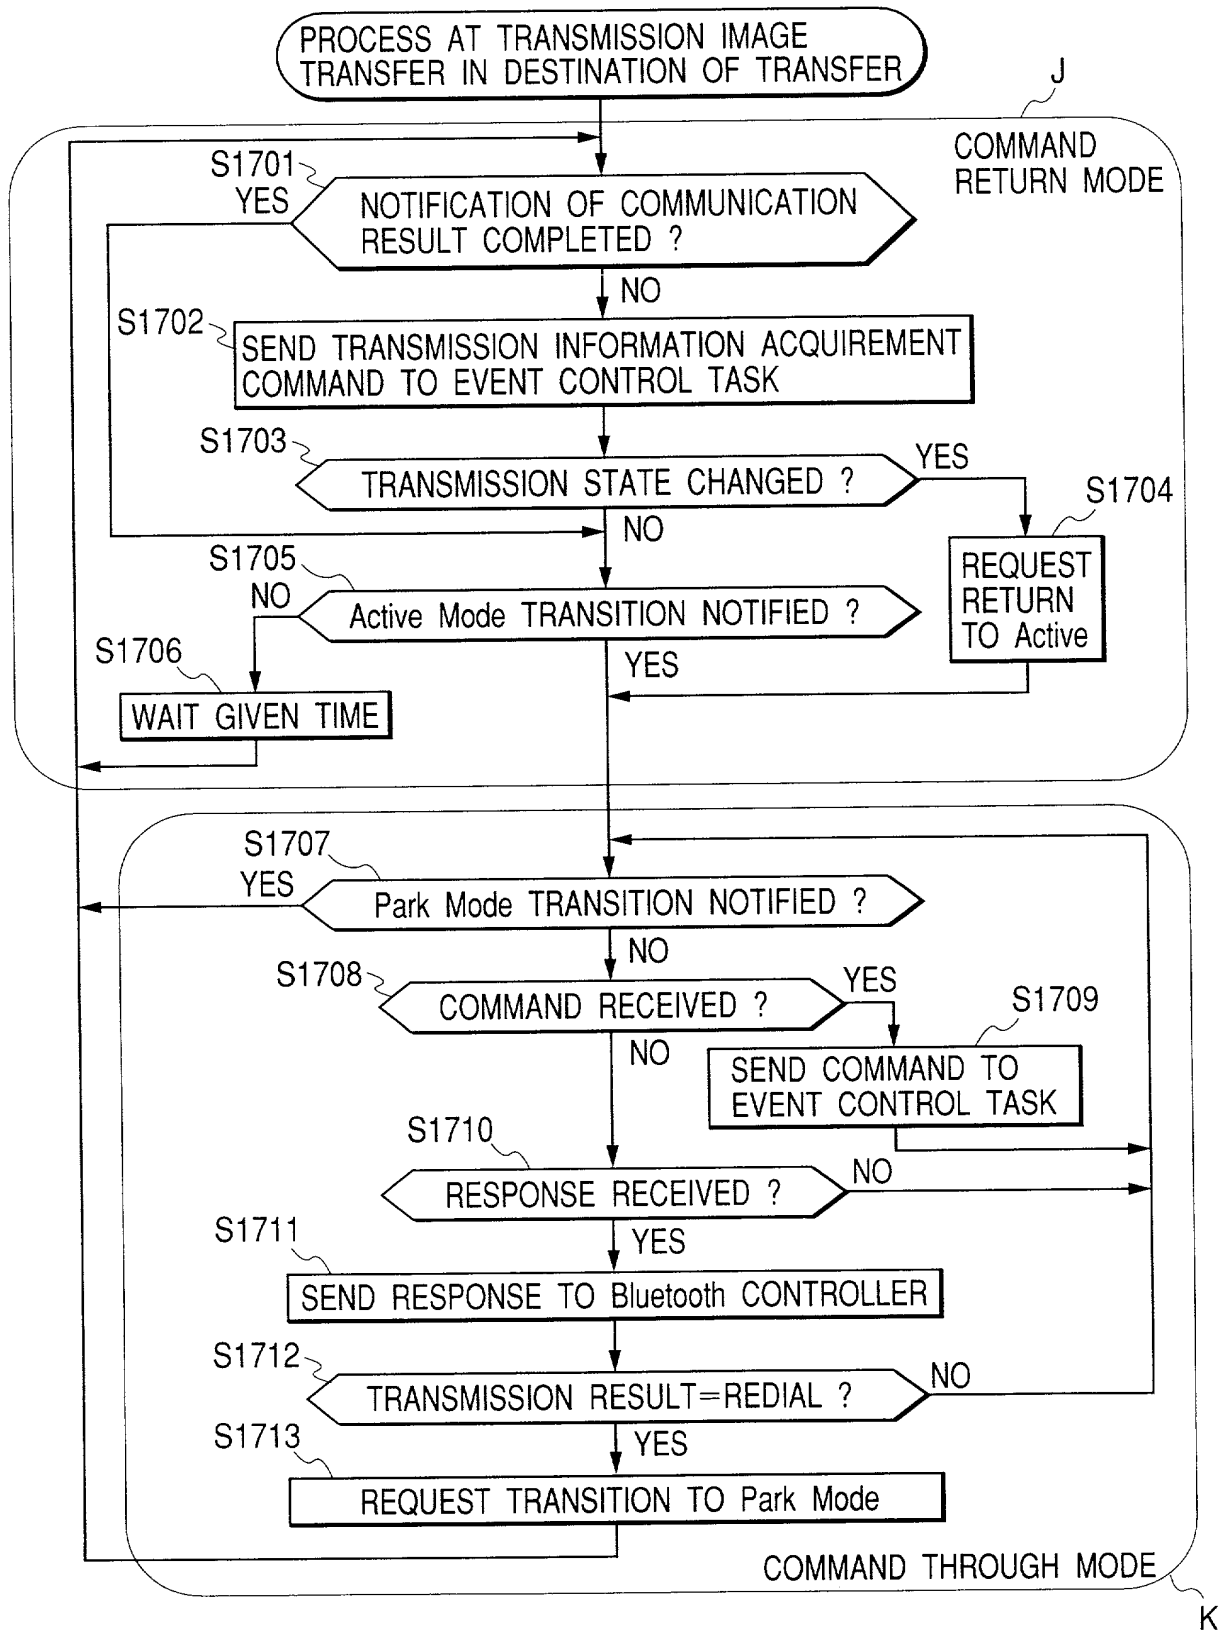 PROCESS AT TRANSMISSION IMAGE
TRANSFER IN DESTINATION OF TRANSFER
J
COMMAND
RETURN MODE
S1701
YES
NOTIFICATION OF COMMUNICATION
RESULT COMPLETED ?
NO
S1702
SEND TRANSMISSION INFORMATION ACQUIREMENT
COMMAND TO EVENT CONTROL TASK
S1703
TRANSMISSION STATE CHANGED ?
YES
NO
S1704
REQUEST
RETURN
TO Active
S1705
NO
Active Mode TRANSITION NOTIFIED ?
YES
S1706
WAIT GIVEN TIME
S1707
YES
Park Mode TRANSITION NOTIFIED ?
NO
S1708
COMMAND RECEIVED ?
YES
NO
S1709
SEND COMMAND TO
EVENT CONTROL TASK
S1710
RESPONSE RECEIVED ?
NO
YES
S1711
SEND RESPONSE TO Bluetooth CONTROLLER
S1712
TRANSMISSION RESULT=REDIAL ?
NO
YES
S1713
REQUEST TRANSITION TO Park Mode
COMMAND THROUGH MODE
K